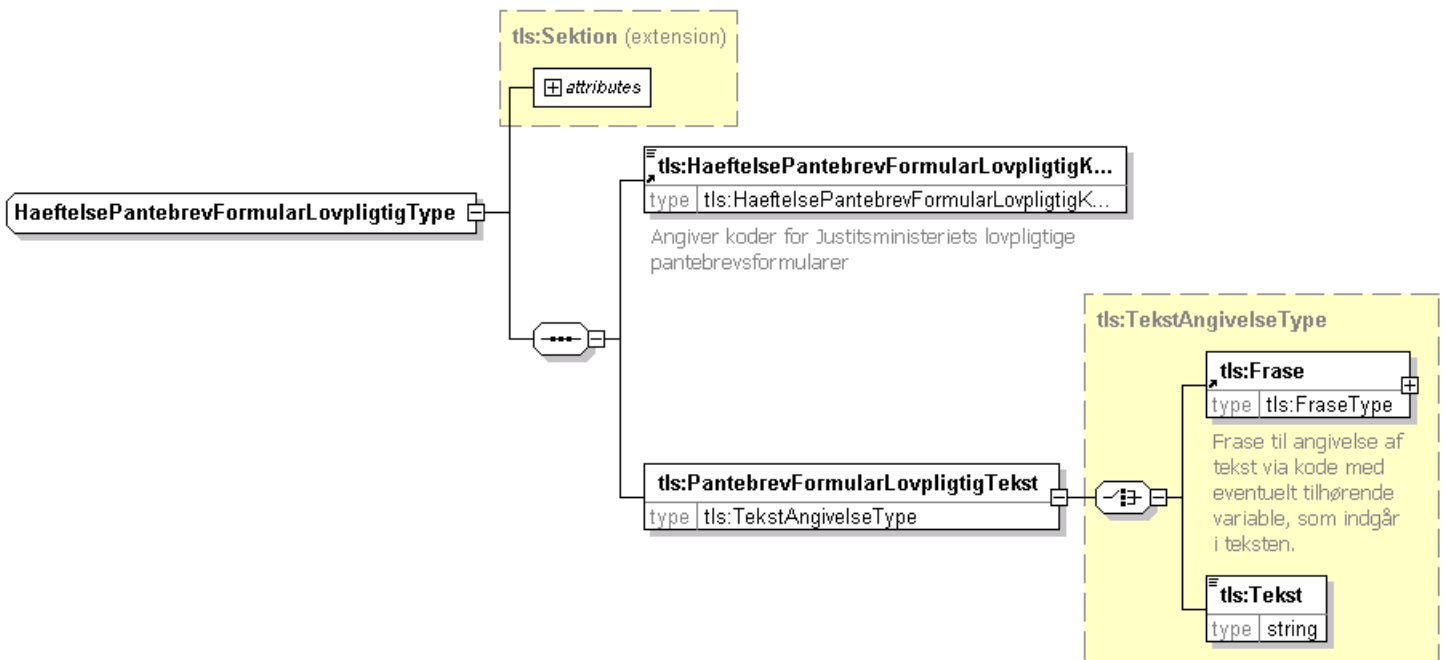 tls:Sektion (extension)
attributes
HaeftelsePantebrevFormularLovpligtigType
tls:HaeftelsePantebrevFormularLovpligtigK...
type tls:HaeftelsePantebrevFormularLovpligtigK...
Angiver koder for Justitsministeriets lovpligtige
pantebrevsformularer
tls:PantebrevFormularLovpligtigTekst
type tls:TekstAngivelseType
tls:TekstAngivelseType
tls:Frase
type tls:FraseType
Frase til angivelse af
tekst via kode med
eventuelt tilhørende
variable, som indgår
i teksten.
tls:Tekst
type string